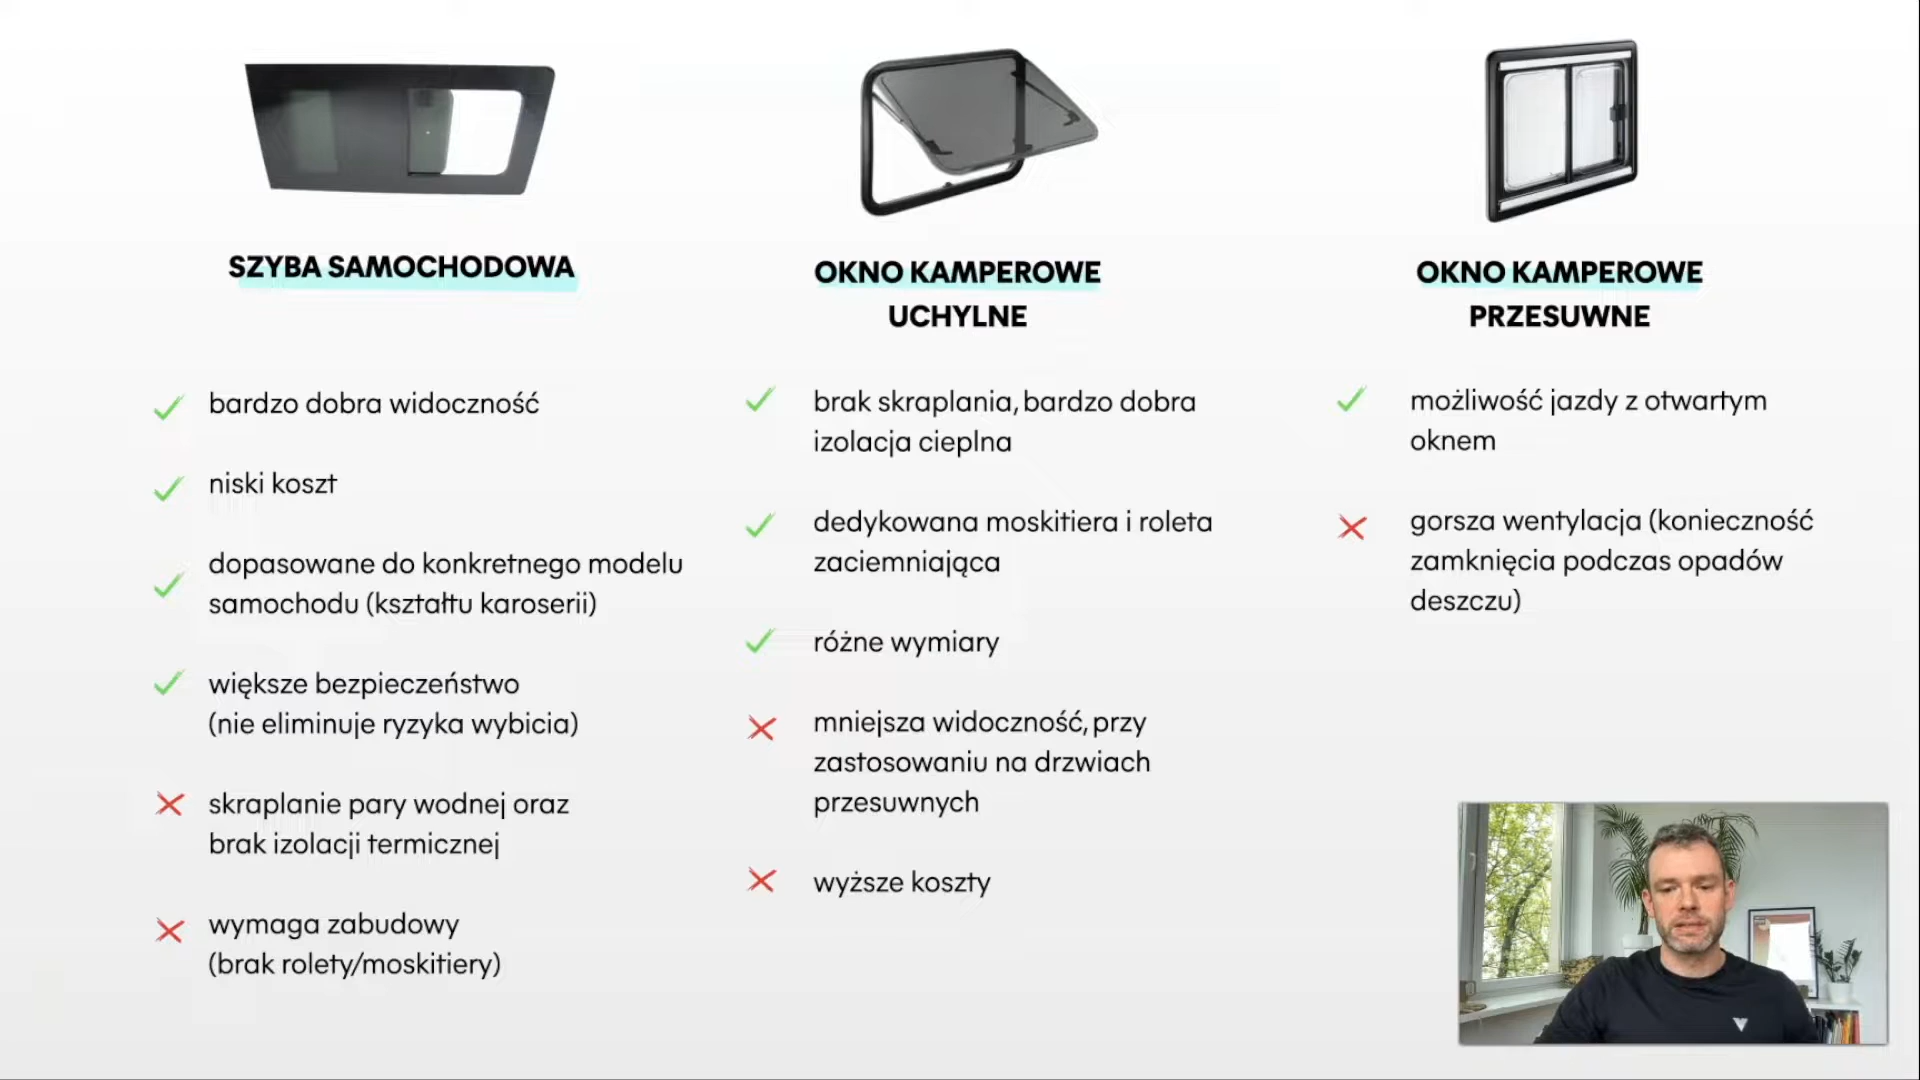 SZYBA SAMOCHODOWA
bardzo dobra widoczność
niski koszt
dopasowane do konkretnego modelu
samochodu (kształtu karoserii)
większe bezpieczeństwo
(nie eliminuje ryzyka wybicia)
skraplanie pary wodnej oraz
brak izolacji termicznej
wymaga zabudowy
(brak rolety/moskitiery)
OKNO KAMPEROWE
UCHYLNE
brak skraplania, bardzo dobra
izolacja cieplna
dedykowana moskitiera i roleta
zaciemniająca
różne wymiary
mniejsza widoczność, przy
zastosowaniu na drzwiach
przesuwnych
wyższe koszty
OKNO KAMPEROWE
PRZESUWNE
możliwość jazdy z otwartym
oknem
gorsza wentylacja (konieczność
zamknięcia podczas opadów
deszczu)